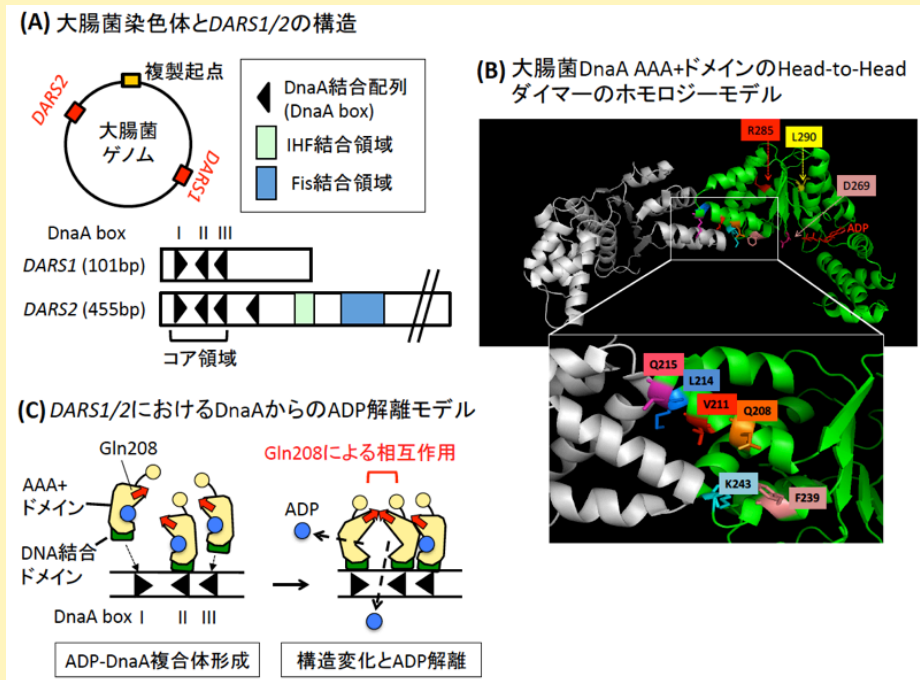 (A) 大腸菌染色体とDARS1/2の構造
複製起点
DARS2
大腸菌
ゲノム
DARS1
DnaA結合配列
(DnaA box)
IHF結合領域
Fis結合領域
DnaA box
I II III
DARS1 (101bp)
DARS2 (455bp)
コア領域
(B) 大腸菌DnaA AAA+ドメインのHead-to-Head
ダイマーのホモロジーモデル
R285
L290
D269
ADP
Q215
L214
V211
Q208
K243
F239
(C) DARS1/2におけるDnaAからのADP解離モデル
Gln208
AAA+
ドメイン
DNA結合
ドメイン
DnaA box I II III
ADP-DnaA複合体形成
Gln208による相互作用
ADP
構造変化とADP解離